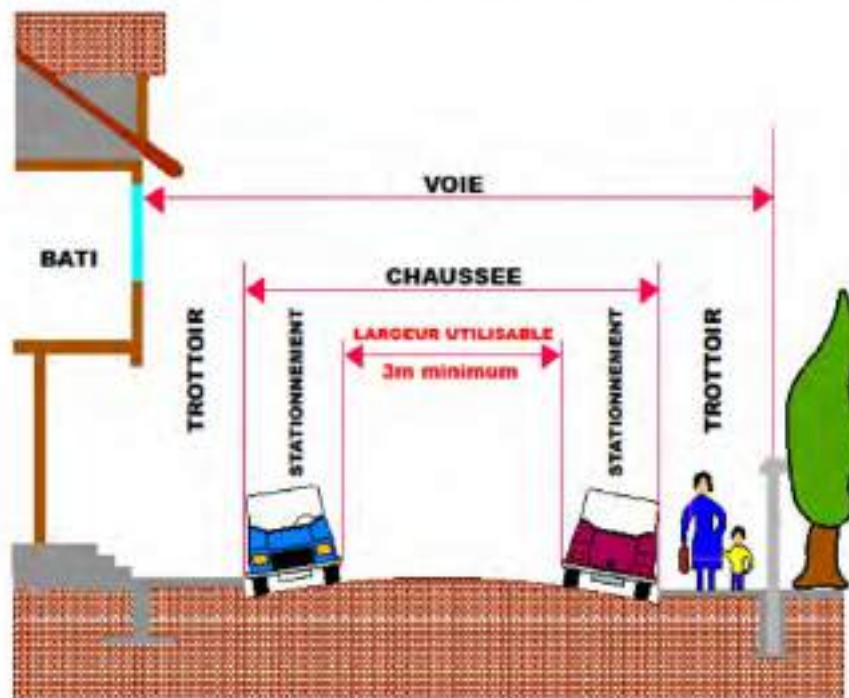 VOIE
BATI
CHAUSSEE
TROTTOIR
STATIONNEMENT
LARGEUR UTILISABLE
3m minimum
STATIONNEMENT
TROTTOIR